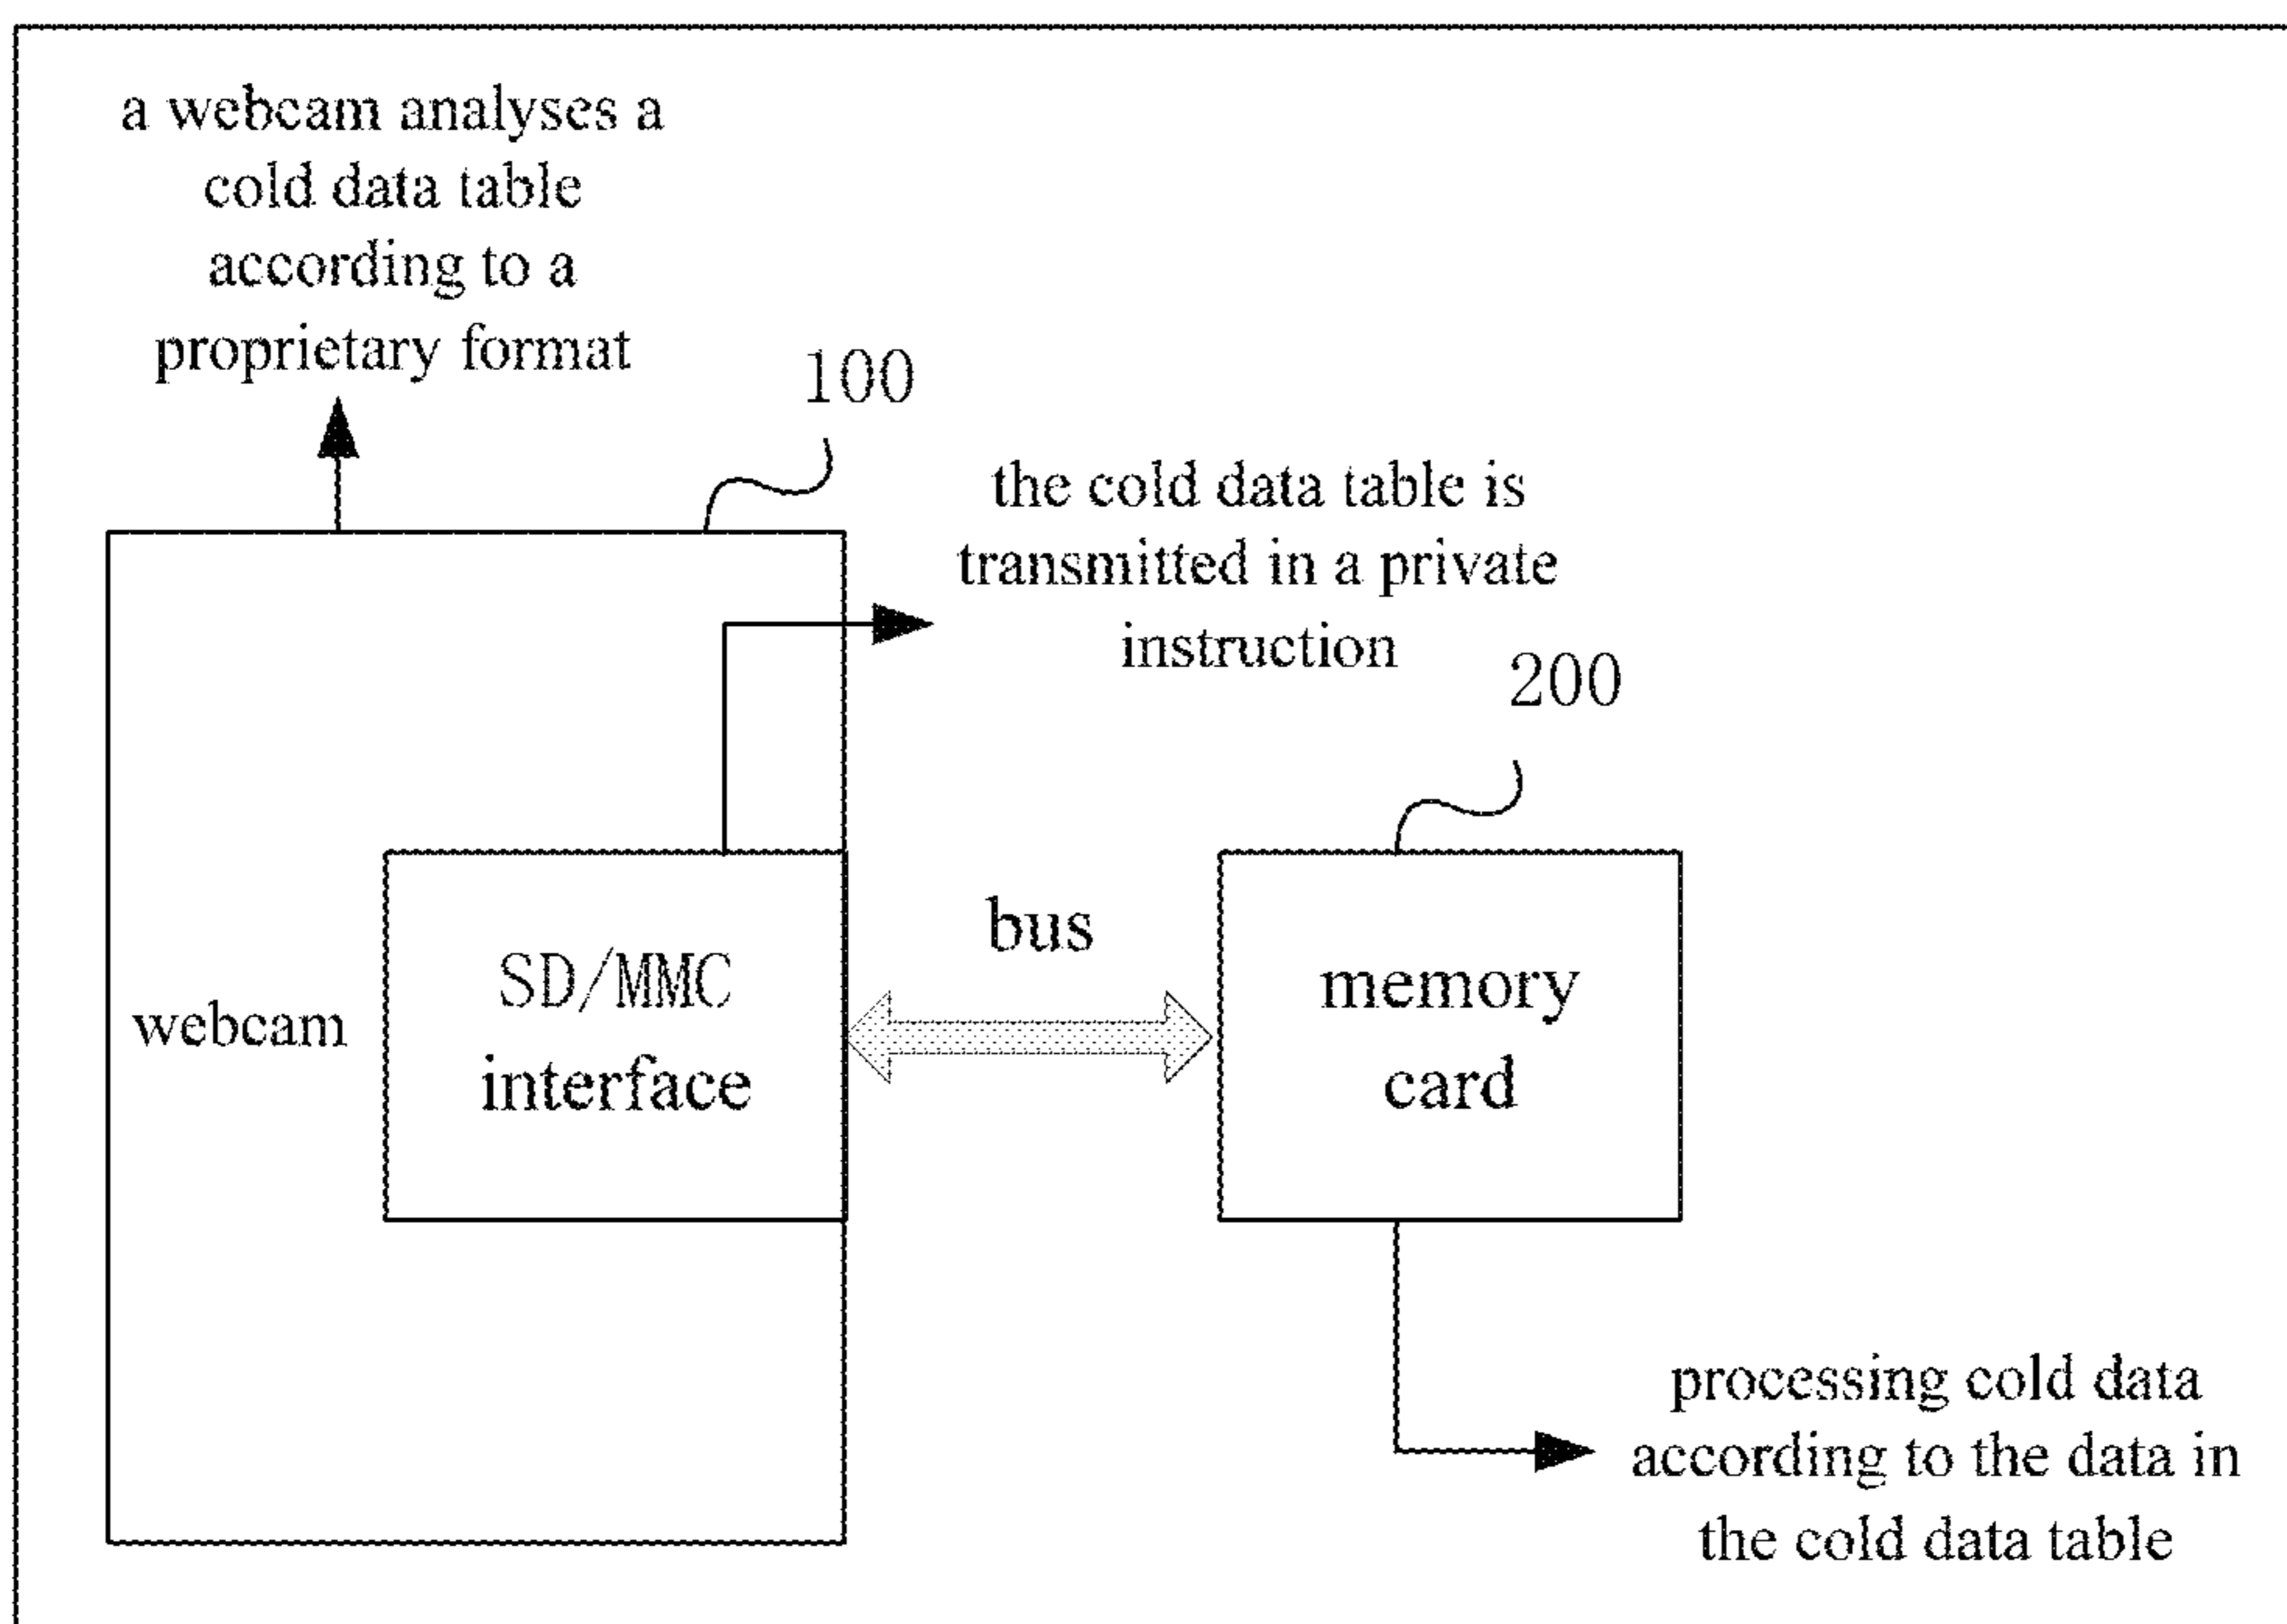 a webcam analyses a
cold data table
according to a
proprietary format
100
the cold data table is
transmitted in a private
instruction
200
webcam
SD/MMC
interface
bus
memory
card
processing cold data
according to the data in
the cold data table